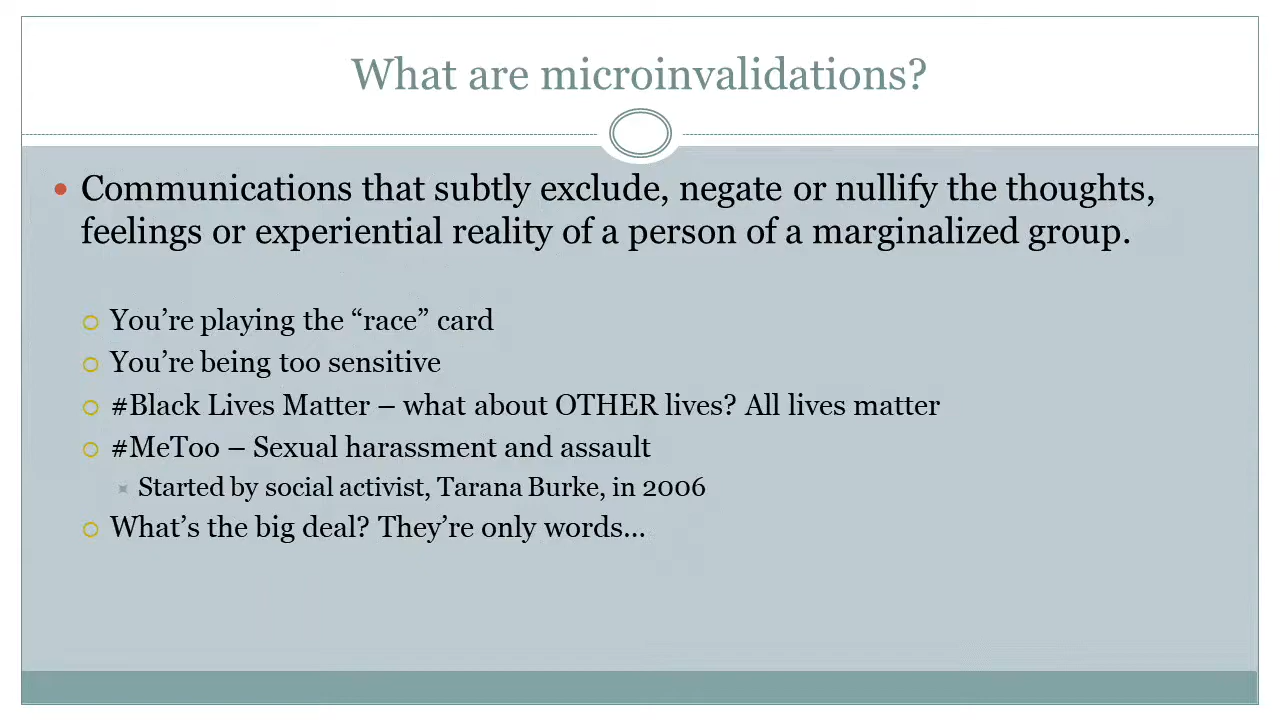 What are microinvalidations?
Communications that subtly exclude, negate or nullify the thoughts,
feelings or experiential reality of a person of a marginalized group.
You’re playing the “race” card
You’re being too sensitive
#Black Lives Matter – what about OTHER lives? All lives matter
#MeToo – Sexual harassment and assault
Started by social activist, Tarana Burke, in 2006
What’s the big deal? They’re only words…